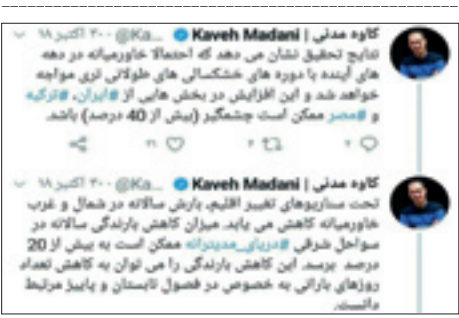 کاوه مدنی | Kaveh Madani @Ka... · ۳۰ اکتبر ۱۸
نتایج تحقیق نشان می دهد که احتمالا خاورمیانه در دهه
های آینده با دوره های خشکسالی های طولانی تری مواجه
خواهد شد و این افزایش در بخش هایی از #ایران، #ترکیه
و #مصر ممکن است چشمگیر (بیش از 40 درصد) باشد.
کاوه مدنی | Kaveh Madani @Ka... · ۳۰ اکتبر ۱۸
تحت سناریوهای تغییر اقلیم، بارش سالانه در شمال و غرب
خاورمیانه کاهش می یابد. میزان کاهش بارندگی سالانه در
سواحل شرقی #دریای_مدیترانه ممکن است به بیش از 20
درصد برسد. این کاهش بارندگی را می توان به کاهش تعداد
روزهای بارانی به خصوص در فصول تابستان و پاییز مرتبط
دانست.